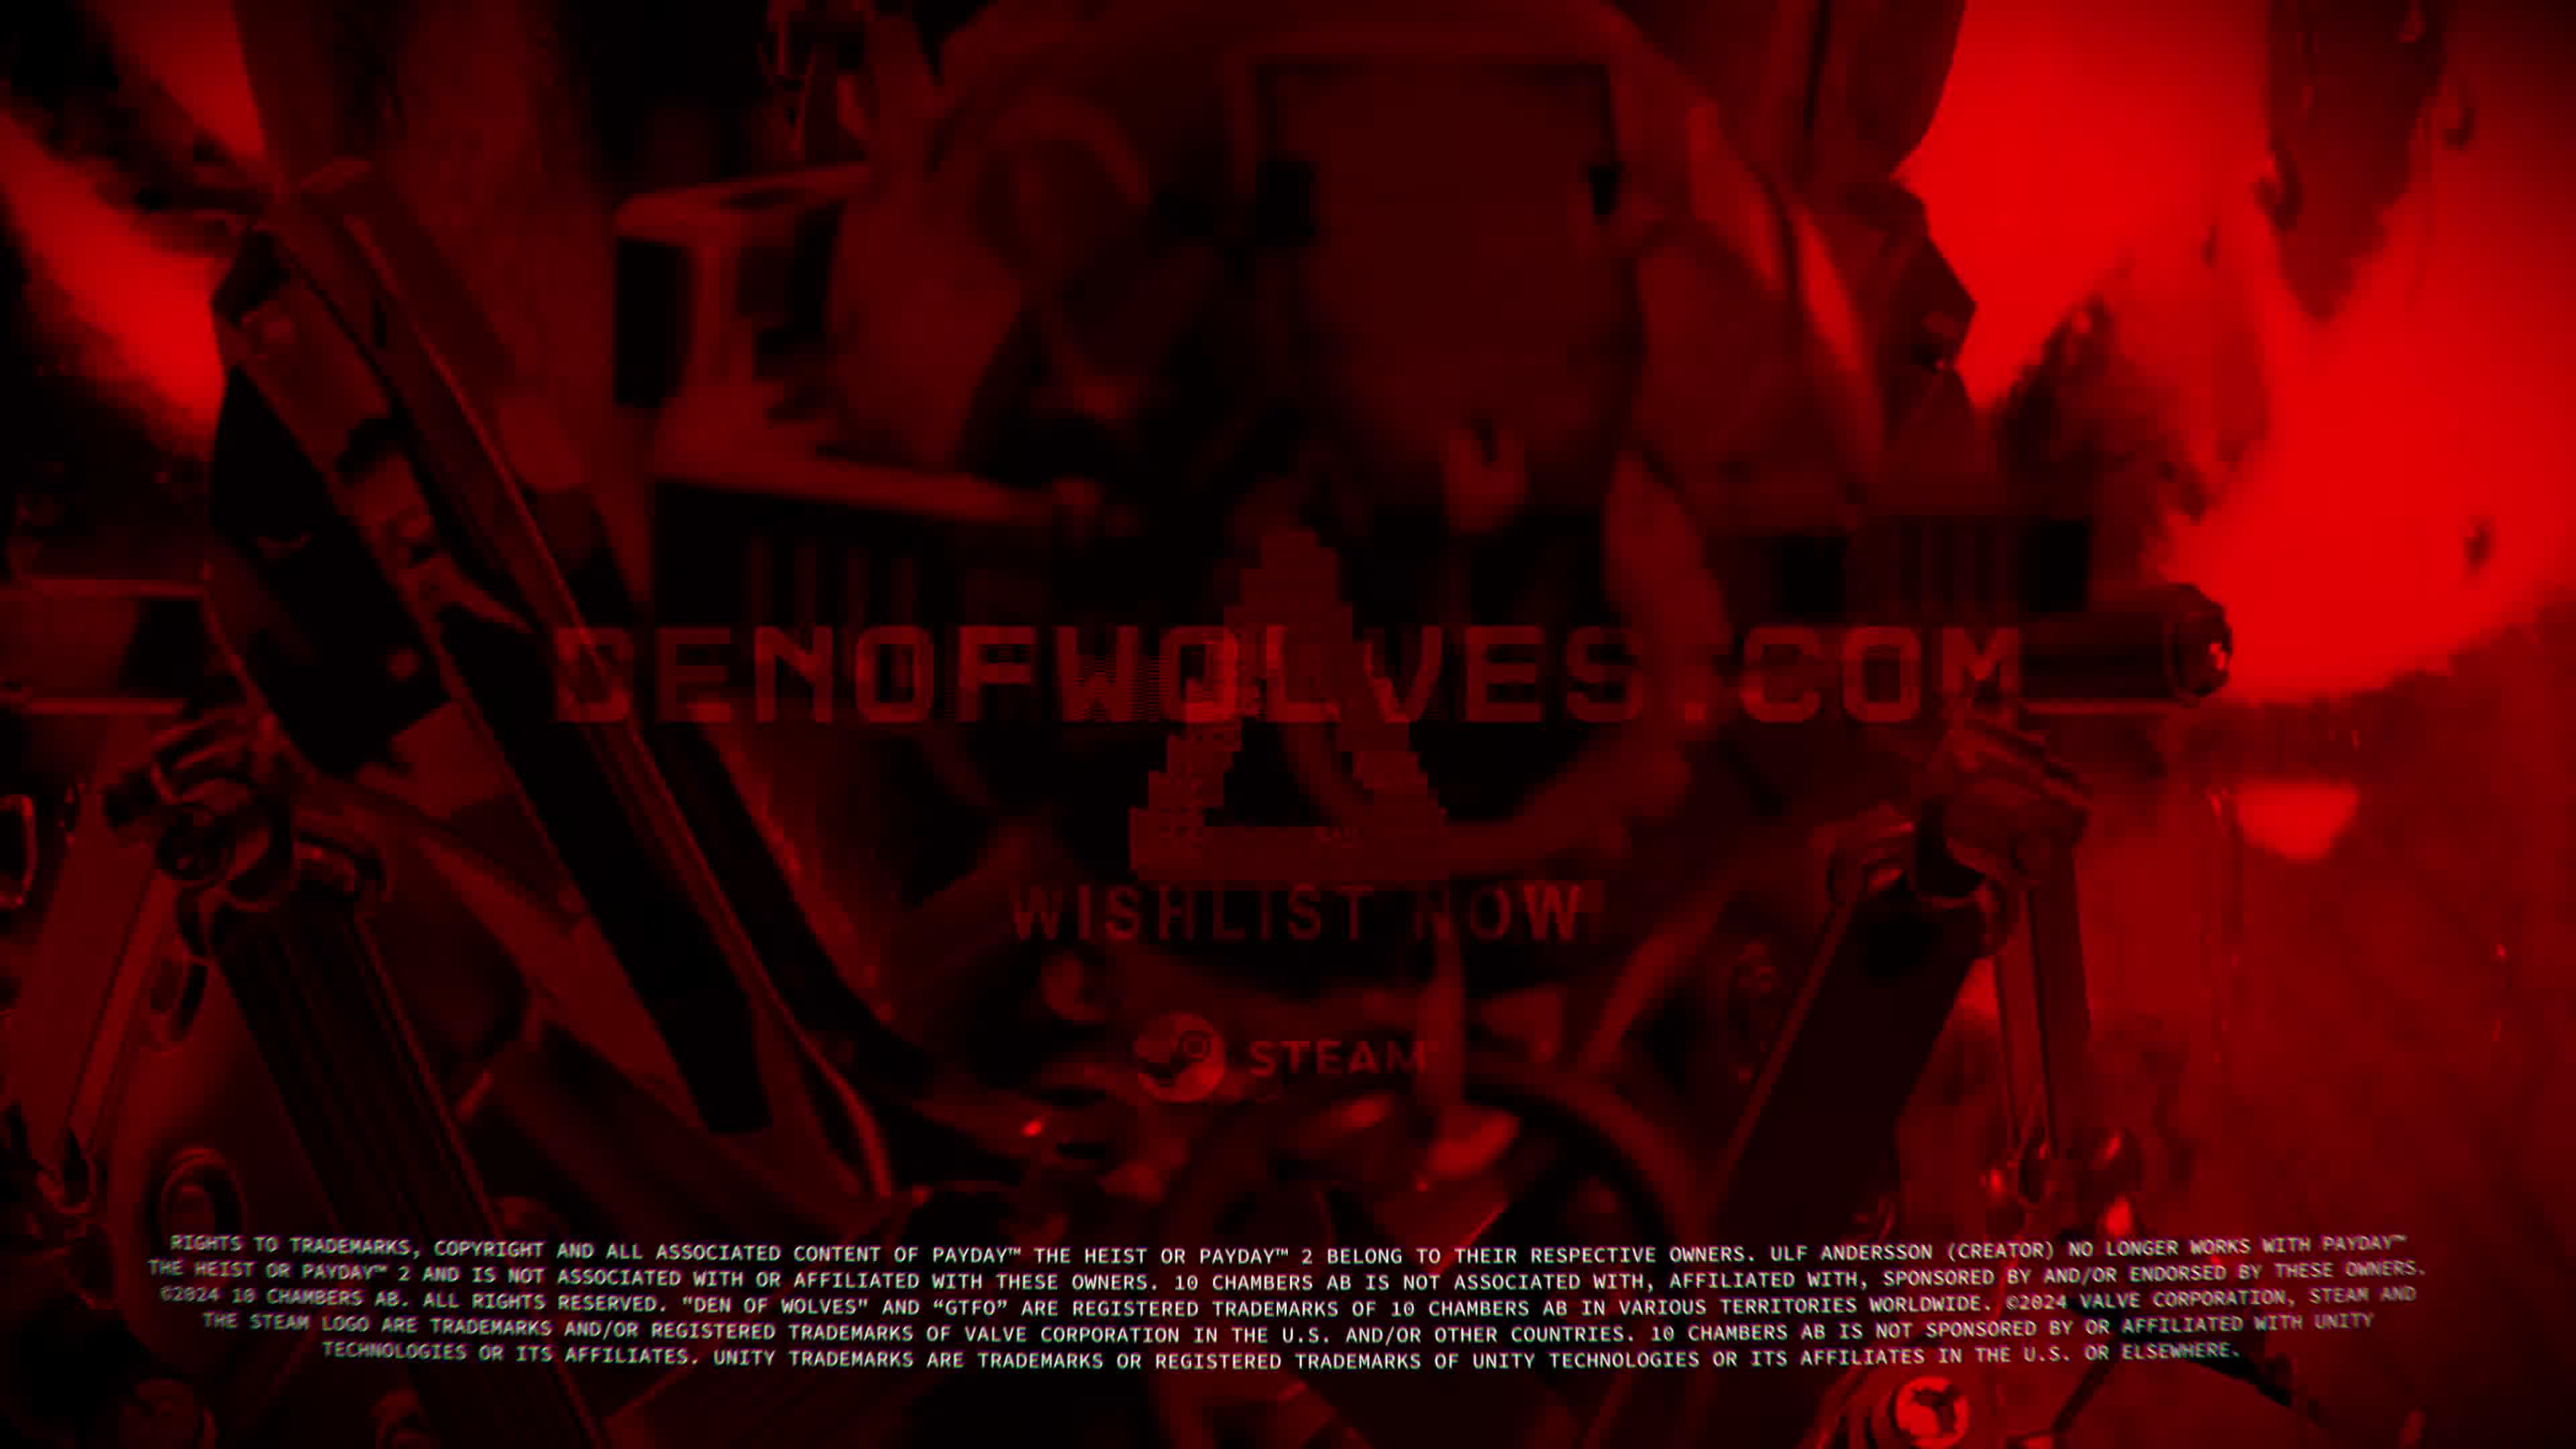 DENOFWOLVES.COM
WISHLIST NOW
STEAM
RIGHTS TO TRADEMARKS, COPYRIGHT AND ALL ASSOCIATED CONTENT OF PAYDAY™ THE HEIST OR PAYDAY™ 2 BELONG TO THEIR RESPECTIVE OWNERS. ULF ANDERSSON (CREATOR) NO LONGER WORKS WITH PAYDAY™
THE HEIST OR PAYDAY™ 2 AND IS NOT ASSOCIATED WITH OR AFFILIATED WITH THESE OWNERS. 10 CHAMBERS AB IS NOT ASSOCIATED WITH, AFFILIATED WITH, SPONSORED BY AND/OR ENDORSED BY THESE OWNERS.
©2024 10 CHAMBERS AB. ALL RIGHTS RESERVED. “DEN OF WOLVES” AND “GTFO” ARE REGISTERED TRADEMARKS OF 10 CHAMBERS AB IN VARIOUS TERRITORIES WORLDWIDE. ©2024 VALVE CORPORATION, STEAM AND
THE STEAM LOGO ARE TRADEMARKS AND/OR REGISTERED TRADEMARKS OF VALVE CORPORATION IN THE U.S. AND/OR OTHER COUNTRIES. 10 CHAMBERS AB IS NOT SPONSORED BY OR AFFILIATED WITH UNITY
TECHNOLOGIES OR ITS AFFILIATES. UNITY TRADEMARKS ARE TRADEMARKS OR REGISTERED TRADEMARKS OF UNITY TECHNOLOGIES OR ITS AFFILIATES IN THE U.S. OR ELSEWHERE.